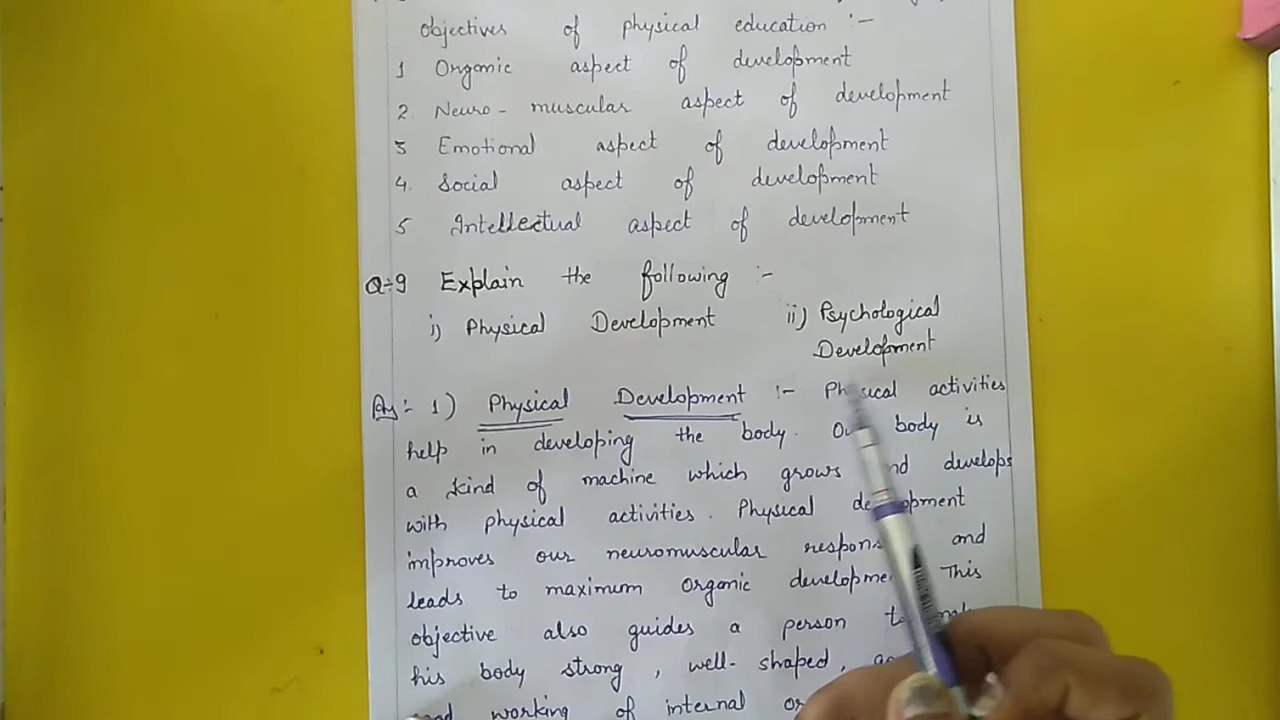 objectives of physical education :-
1 Organic aspect of development
2. Neuro - muscular aspect of development
3 Emotional aspect of development
4. Social aspect of development
5 Intellectual aspect of development
Q÷9 Explain the following :-
i) Physical Development ii) Psychological
Development
Ans:- 1) Physical Development :- Physical activities
help in developing the body. Our body is
a kind of machine which grows and develops
with physical activities. Physical development
improves our neuromuscular respons and
leads to maximum organic developme This
objective also guides a person to
his body strong, well-shaped,
working of internal